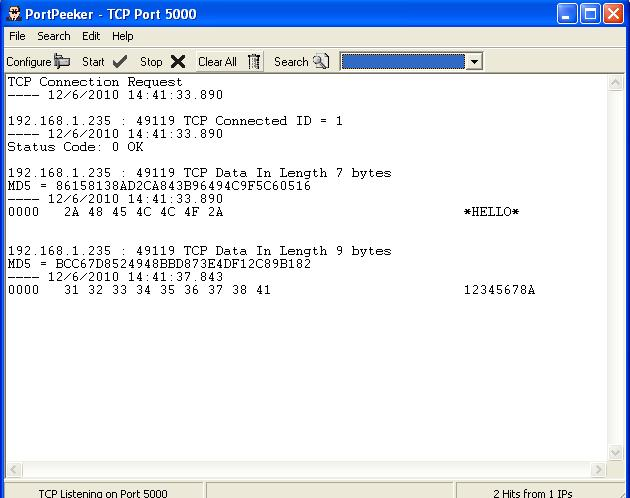 PortPeeker - TCP Port 5000
File Search Edit Help
Configure Start Stop Clear All Search
TCP Connection Request
---- 12/6/2010 14:41:33.890
192.168.1.235 : 49119 TCP Connected ID = 1
---- 12/6/2010 14:41:33.890
Status Code: 0 OK
192.168.1.235 : 49119 TCP Data In Length 7 bytes
MD5 = 86158138AD2CA843B96494C9F5C60516
---- 12/6/2010 14:41:33.890
0000 2A 48 45 4C 4C 4F 2A *HELLO*
192.168.1.235 : 49119 TCP Data In Length 9 bytes
MD5 = BCC67D8524948BBD873E4DF12C89B182
---- 12/6/2010 14:41:37.843
0000 31 32 33 34 35 36 37 38 41 12345678A
TCP Listening on Port 5000 2 Hits from 1 IPs